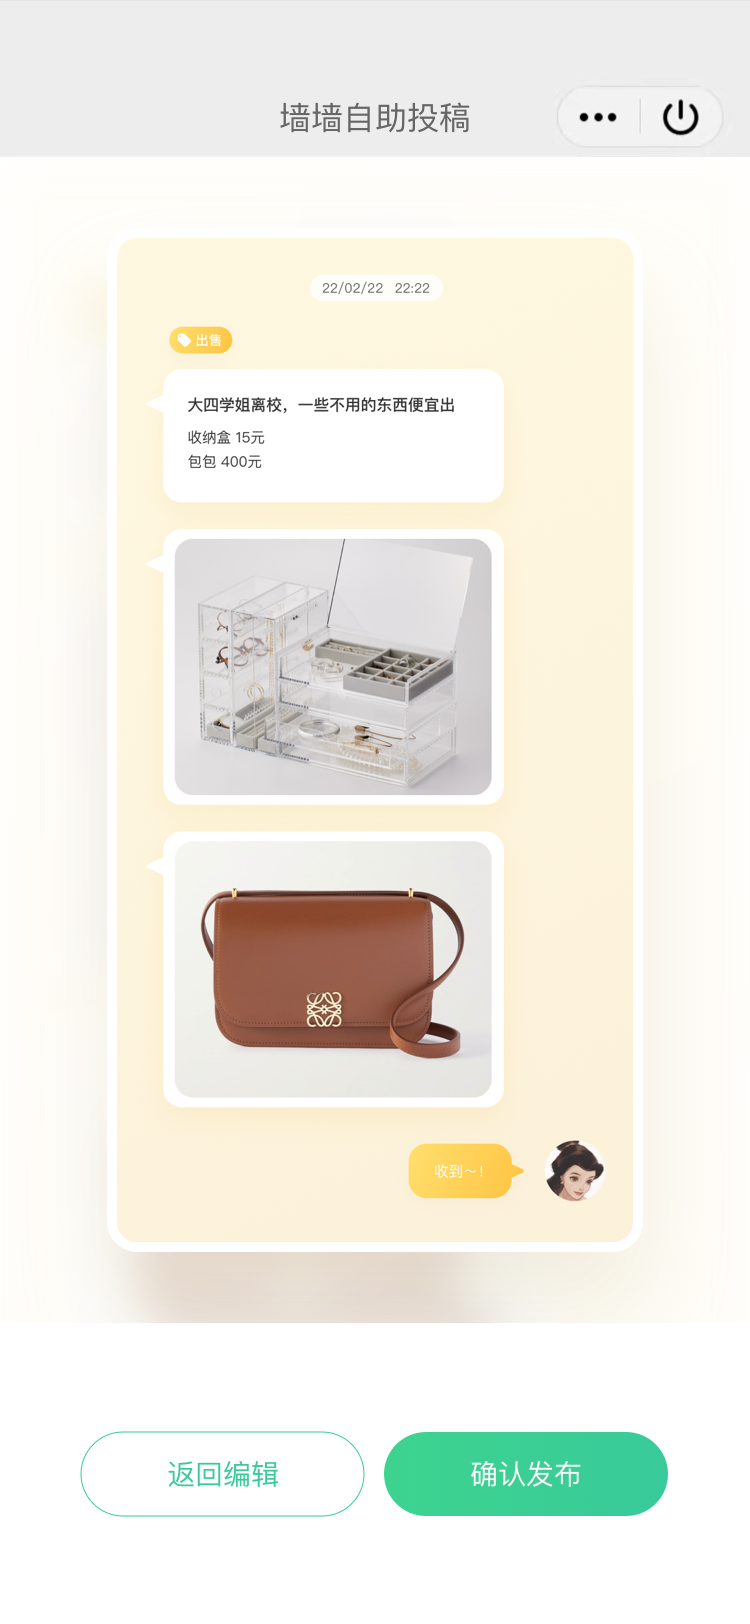 墙墙自助投稿
22/02/22 22:22
出售
大四学姐离校，一些不用的东西便宜出
收纳盒 15元
包包 400元
收到～！
返回编辑
确认发布